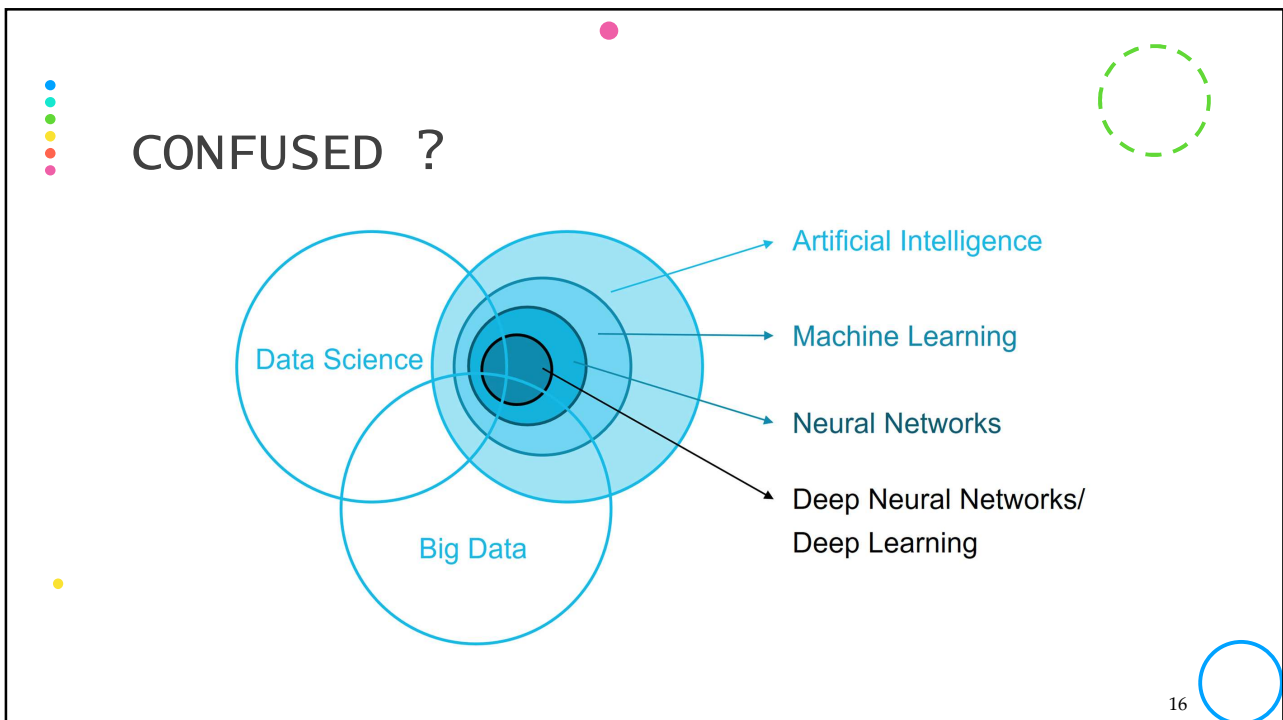 CONFUSED ?
Artificial Intelligence
Machine Learning
Data Science
Neural Networks
Deep Neural Networks/
Deep Learning
Big Data
16